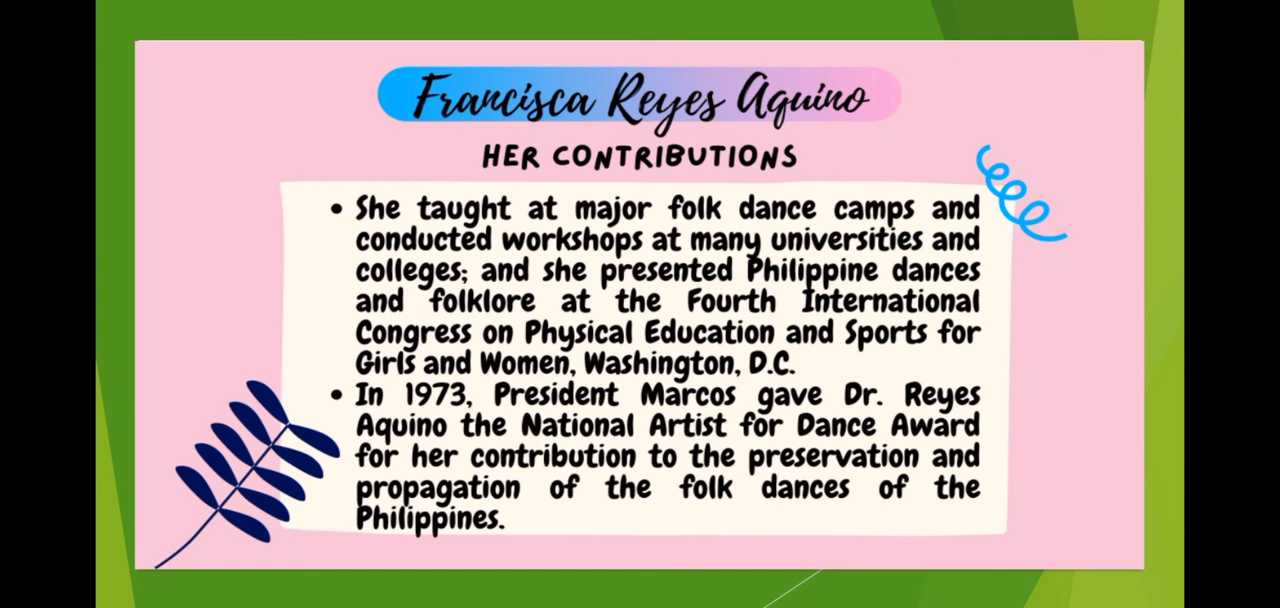 Francisca Reyes Aquino
HER CONTRIBUTIONS
• She taught at major folk dance camps and
conducted workshops at many universities and
colleges; and she presented Philippine dances
and folklore at the Fourth International
Congress on Physical Education and Sports for
Girls and Women, Washington, D.C.
• In 1973, President Marcos gave Dr. Reyes
Aquino the National Artist for Dance Award
for her contribution to the preservation and
propagation of the folk dances of the
Philippines.